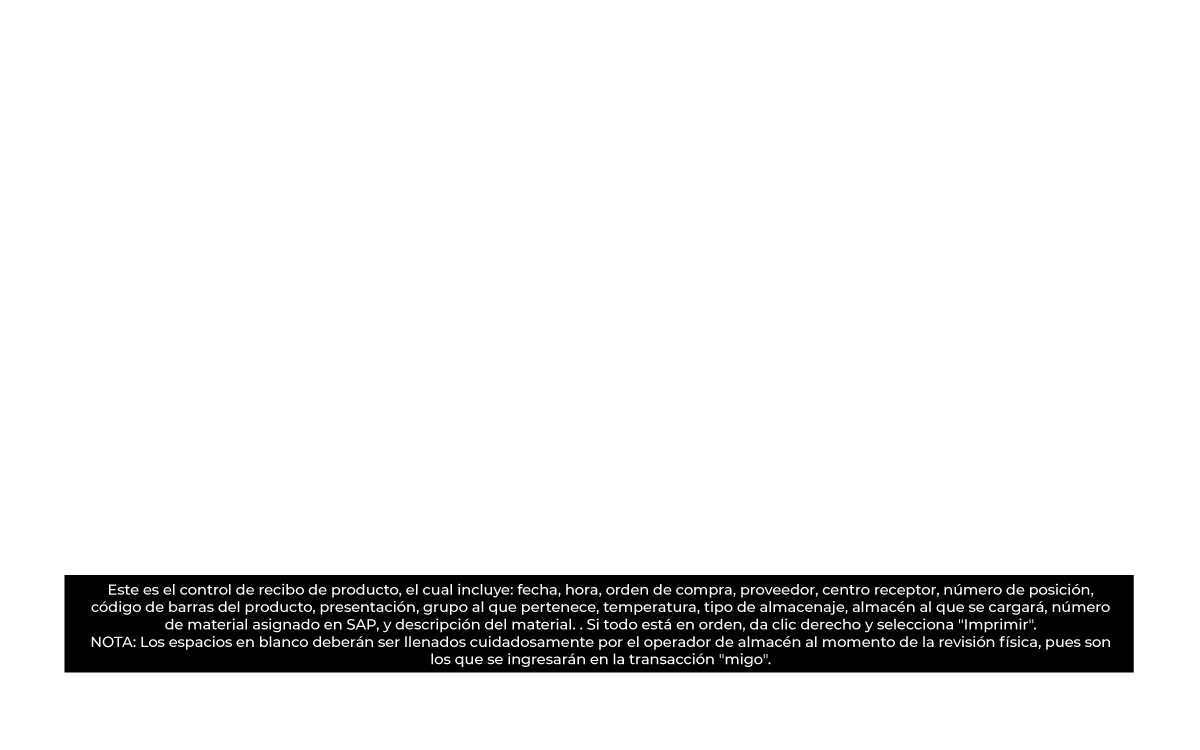 Este es el control de recibo de producto, el cual incluye: fecha, hora, orden de compra, proveedor, centro receptor, número de posición,
código de barras del producto, presentación, grupo al que pertenece, temperatura, tipo de almacenaje, almacén al que se cargará, número
de material asignado en SAP, y descripción del material. . Si todo está en orden, da clic derecho y selecciona "Imprimir".
NOTA: Los espacios en blanco deberán ser llenados cuidadosamente por el operador de almacén al momento de la revisión física, pues son
los que se ingresarán en la transacción "migo".